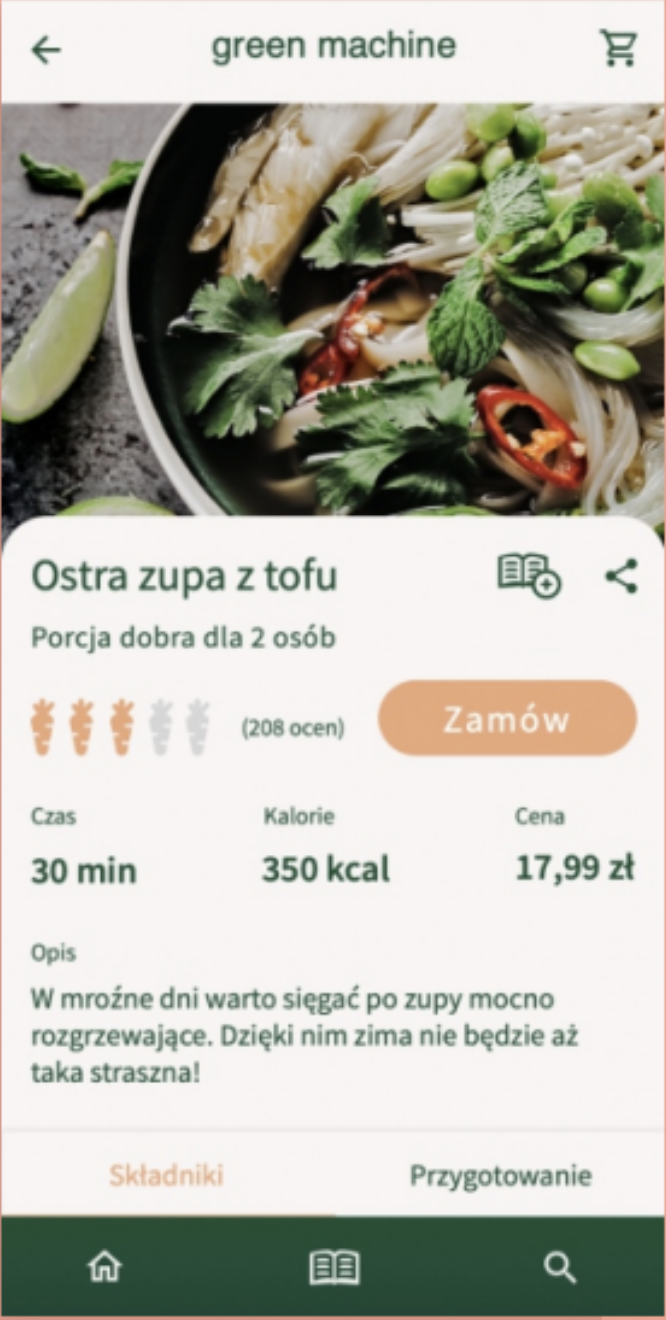 green machine
Ostra zupa z tofu
Porcja dobra dla 2 osób
(208 ocen)
Zamów
Czas
Kalorie
Cena
30 min
350 kcal
17,99 zł
Opis
W mroźne dni warto sięgać po zupy mocno
rozgrzewające. Dzięki nim zima nie będzie aż
taka straszna!
Składniki
Przygotowanie